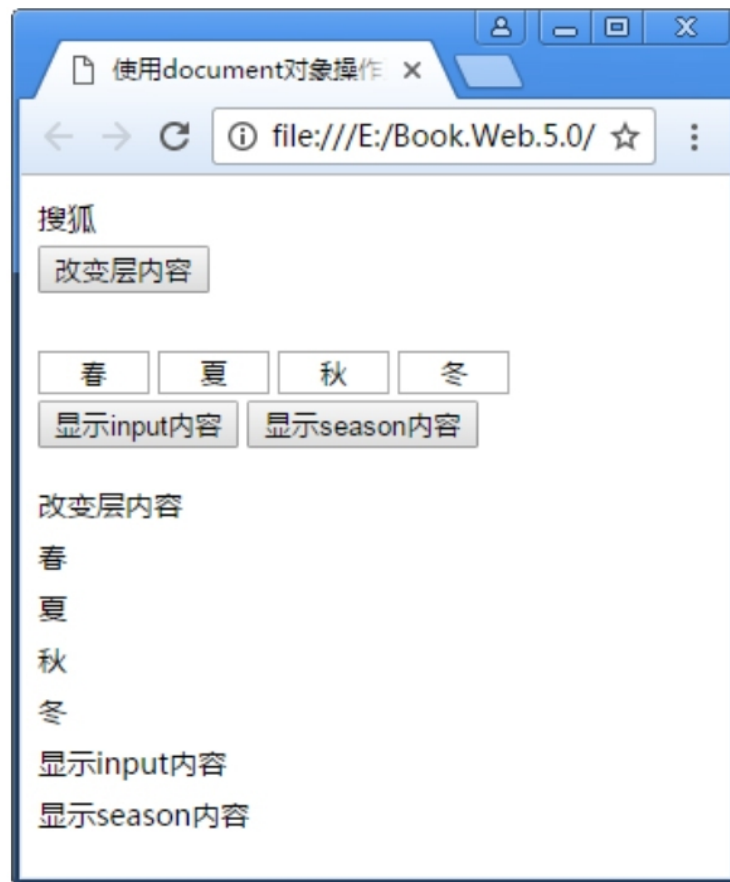 使用document对象操作
file:///E:/Book.Web.5.0/
搜狐
改变层内容
春 夏 秋 冬
显示input内容 显示season内容
改变层内容
春
夏
秋
冬
显示input内容
显示season内容